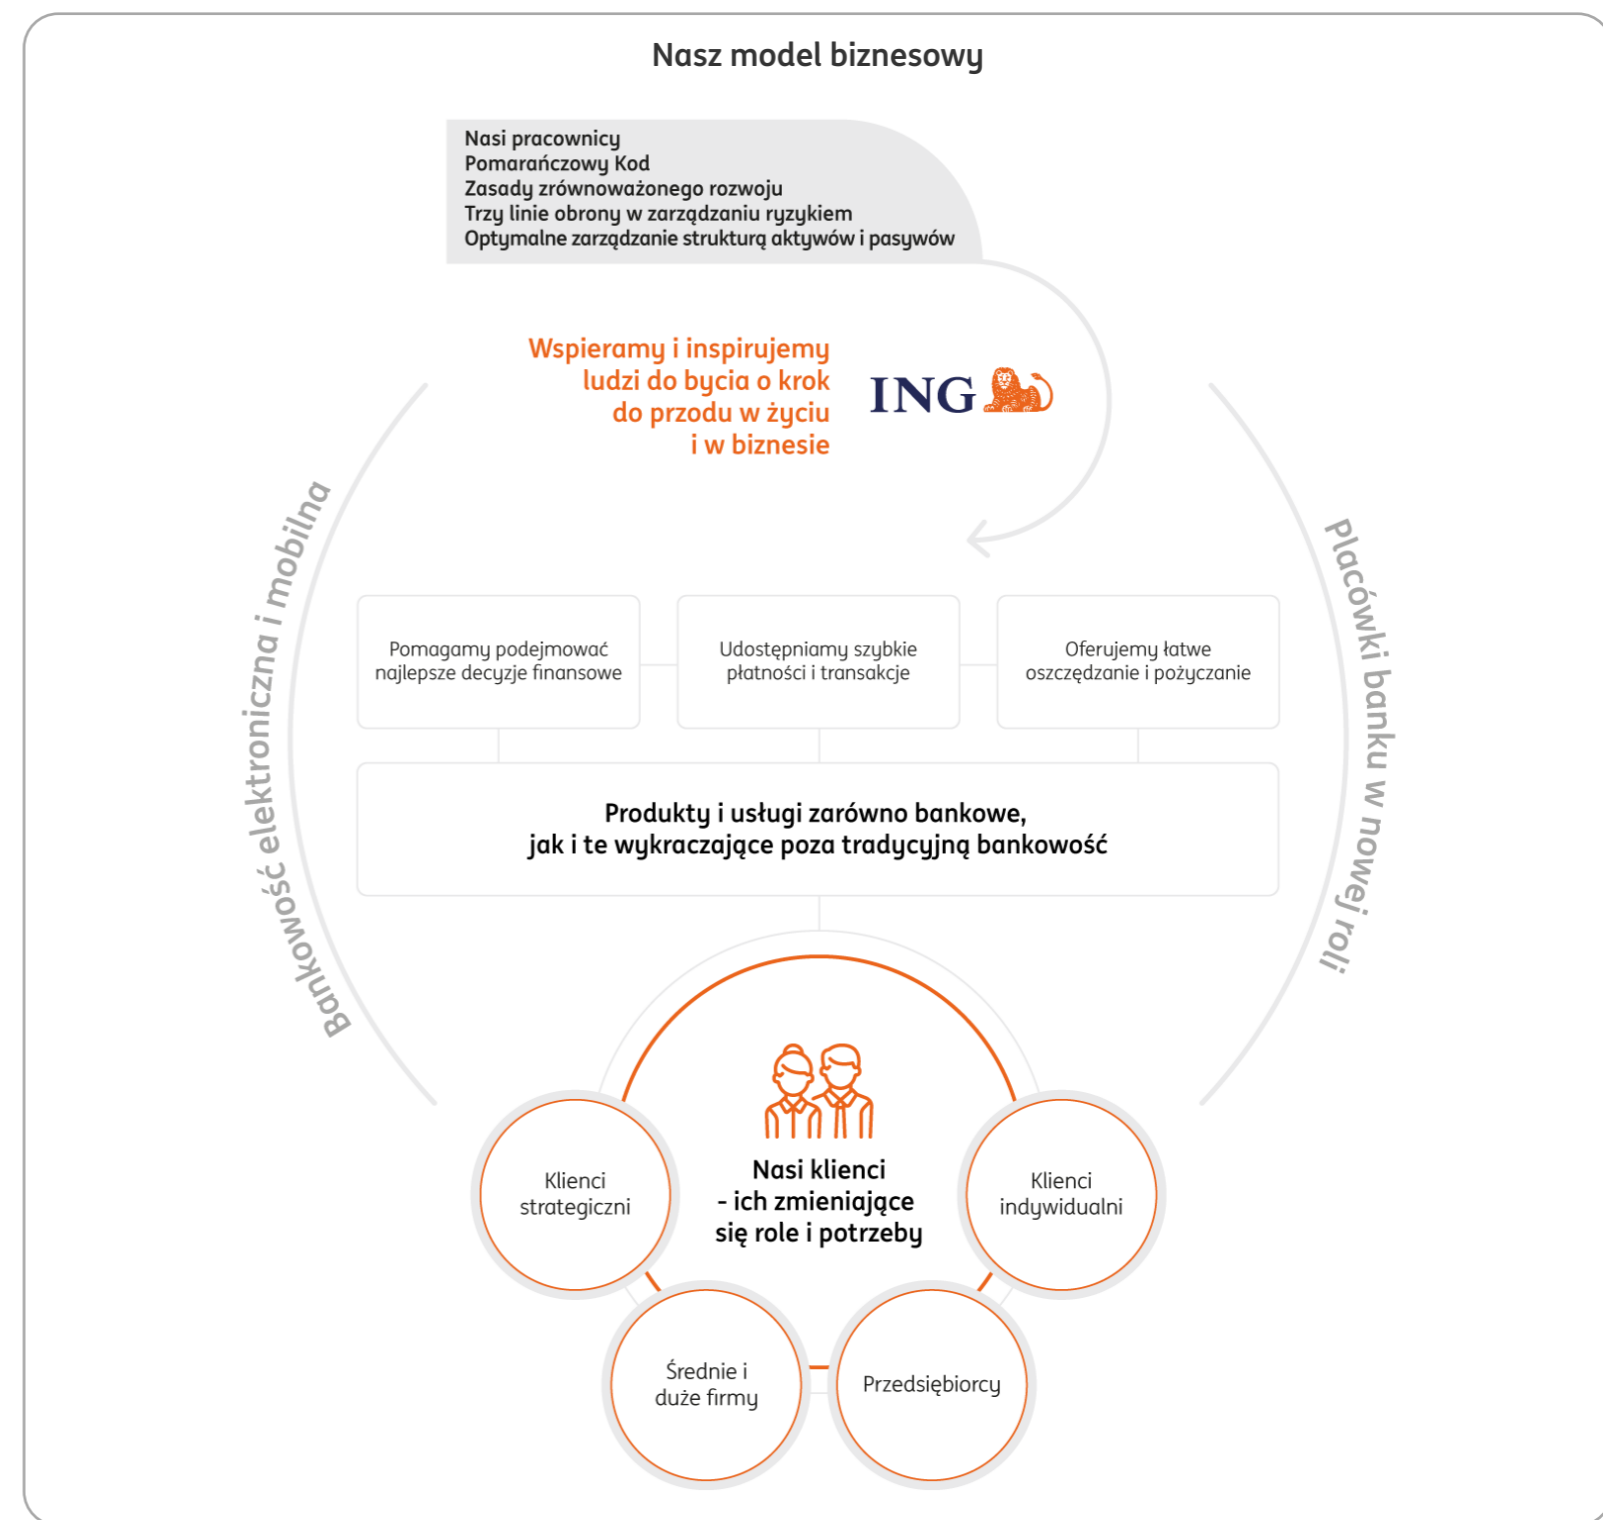 Nasz model biznesowy
Nasi pracownicy
Pomarańczowy Kod
Zasady zrównoważonego rozwoju
Trzy linie obrony w zarządzaniu ryzykiem
Optymalne zarządzanie strukturą aktywów i pasywów
Wspieramy i inspirujemy
ludzi do bycia o krok
do przodu w życiu
i w biznesie
ING
Bankowość elektroniczna i mobilna
Placówki banku w nowej roli
Pomagamy podejmować
najlepsze decyzje finansowe
Udostępniamy szybkie
płatności i transakcje
Oferujemy łatwe
oszczędzanie i pożyczanie
Produkty i usługi zarówno bankowe,
jak i te wykraczające poza tradycyjną bankowość
Nasi klienci
- ich zmieniające
się role i potrzeby
Klienci
strategiczni
Klienci
indywidualni
Średnie i
duże firmy
Przedsiębiorcy